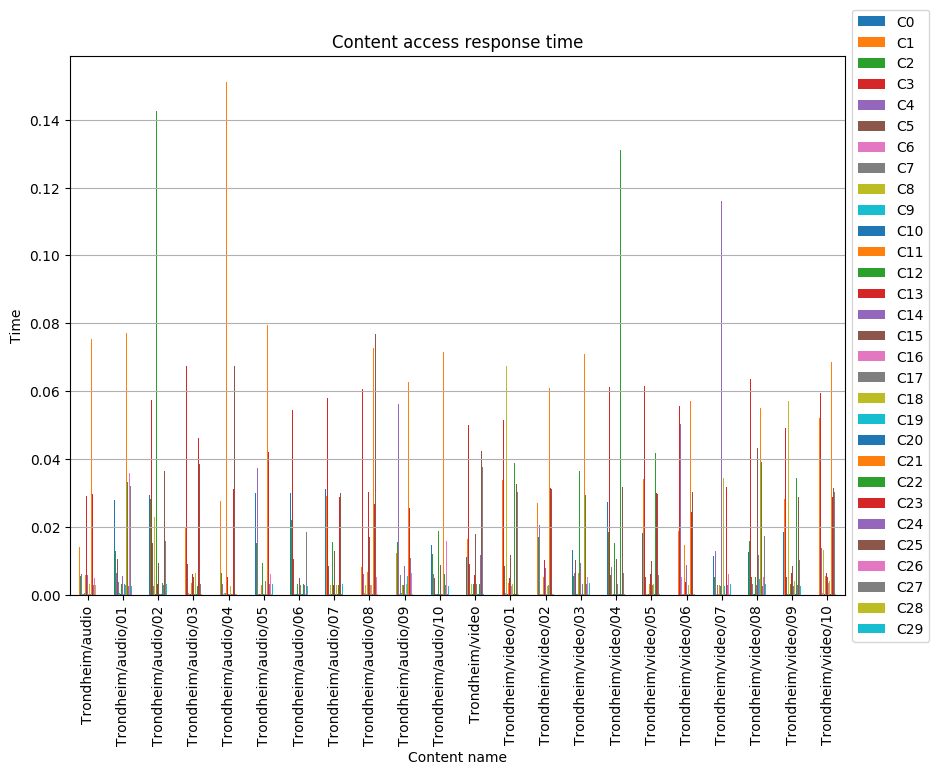 Content access response time
Time
0.14
0.12
0.10
0.08
0.06
0.04
0.02
0.00
Trondheim/audio
Trondheim/audio/01
Trondheim/audio/02
Trondheim/audio/03
Trondheim/audio/04
Trondheim/audio/05
Trondheim/audio/06
Trondheim/audio/07
Trondheim/audio/08
Trondheim/audio/09
Trondheim/audio/10
Trondheim/video
Trondheim/video/01
Trondheim/video/02
Trondheim/video/03
Trondheim/video/04
Trondheim/video/05
Trondheim/video/06
Trondheim/video/07
Trondheim/video/08
Trondheim/video/09
Trondheim/video/10
Content name
C0
C1
C2
C3
C4
C5
C6
C7
C8
C9
C10
C11
C12
C13
C14
C15
C16
C17
C18
C19
C20
C21
C22
C23
C24
C25
C26
C27
C28
C29